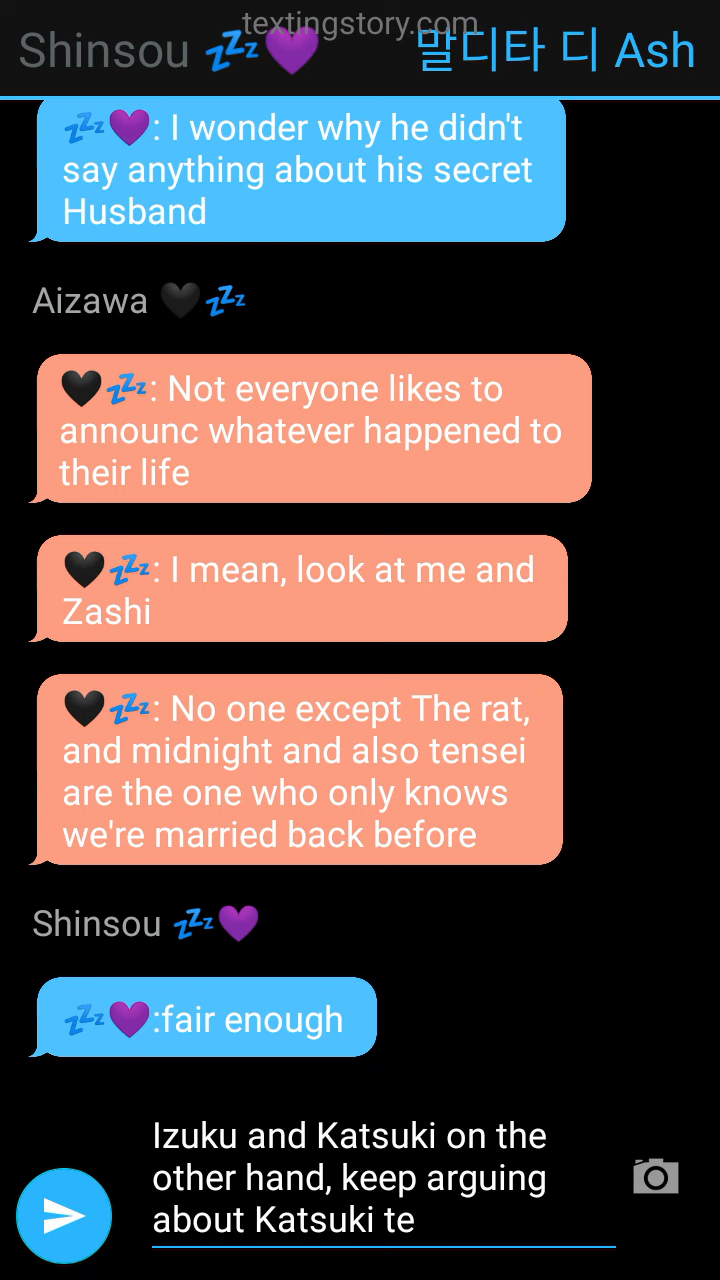 textingstory.com
Shinsou 💤💜 말디타 디 Ash
💤💜: I wonder why he didn't
say anything about his secret
Husband
Aizawa 🖤💤
🖤💤: Not everyone likes to
announc whatever happened to
their life
🖤💤: I mean, look at me and
Zashi
🖤💤: No one except The rat,
and midnight and also tensei
are the one who only knows
we're married back before
Shinsou 💤💜
💤💜:fair enough
Izuku and Katsuki on the
other hand, keep arguing
about Katsuki te